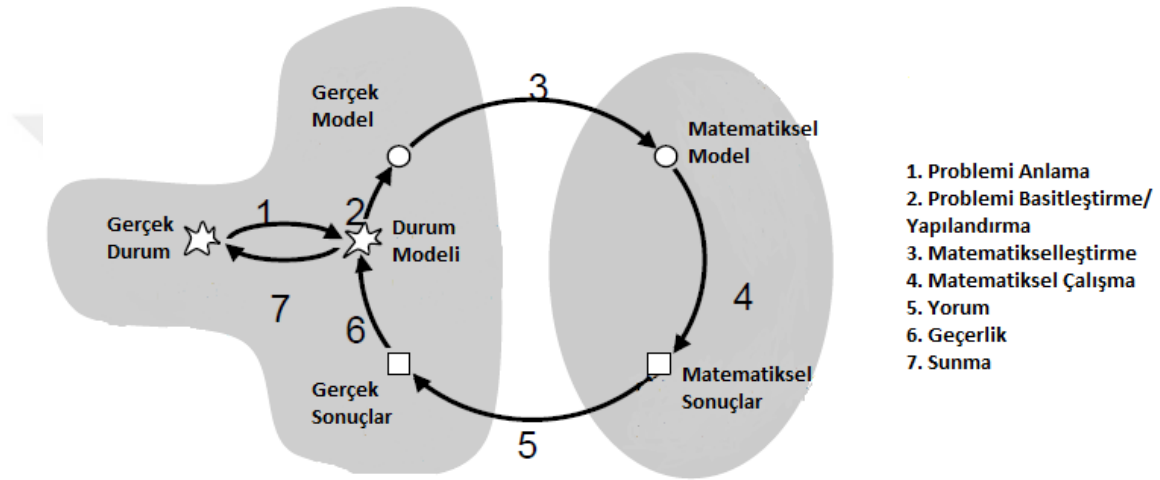 Gerçek
Model
3
Matematiksel
Model
Gerçek
Durum
1
2
Durum
Modeli
7
6
4
Gerçek
Sonuçlar
Matematiksel
Sonuçlar
5
1. Problemi Anlama
2. Problemi Basitleştirme/
Yapılandırma
3. Matematikselleştirme
4. Matematiksel Çalışma
5. Yorum
6. Geçerlik
7. Sunma